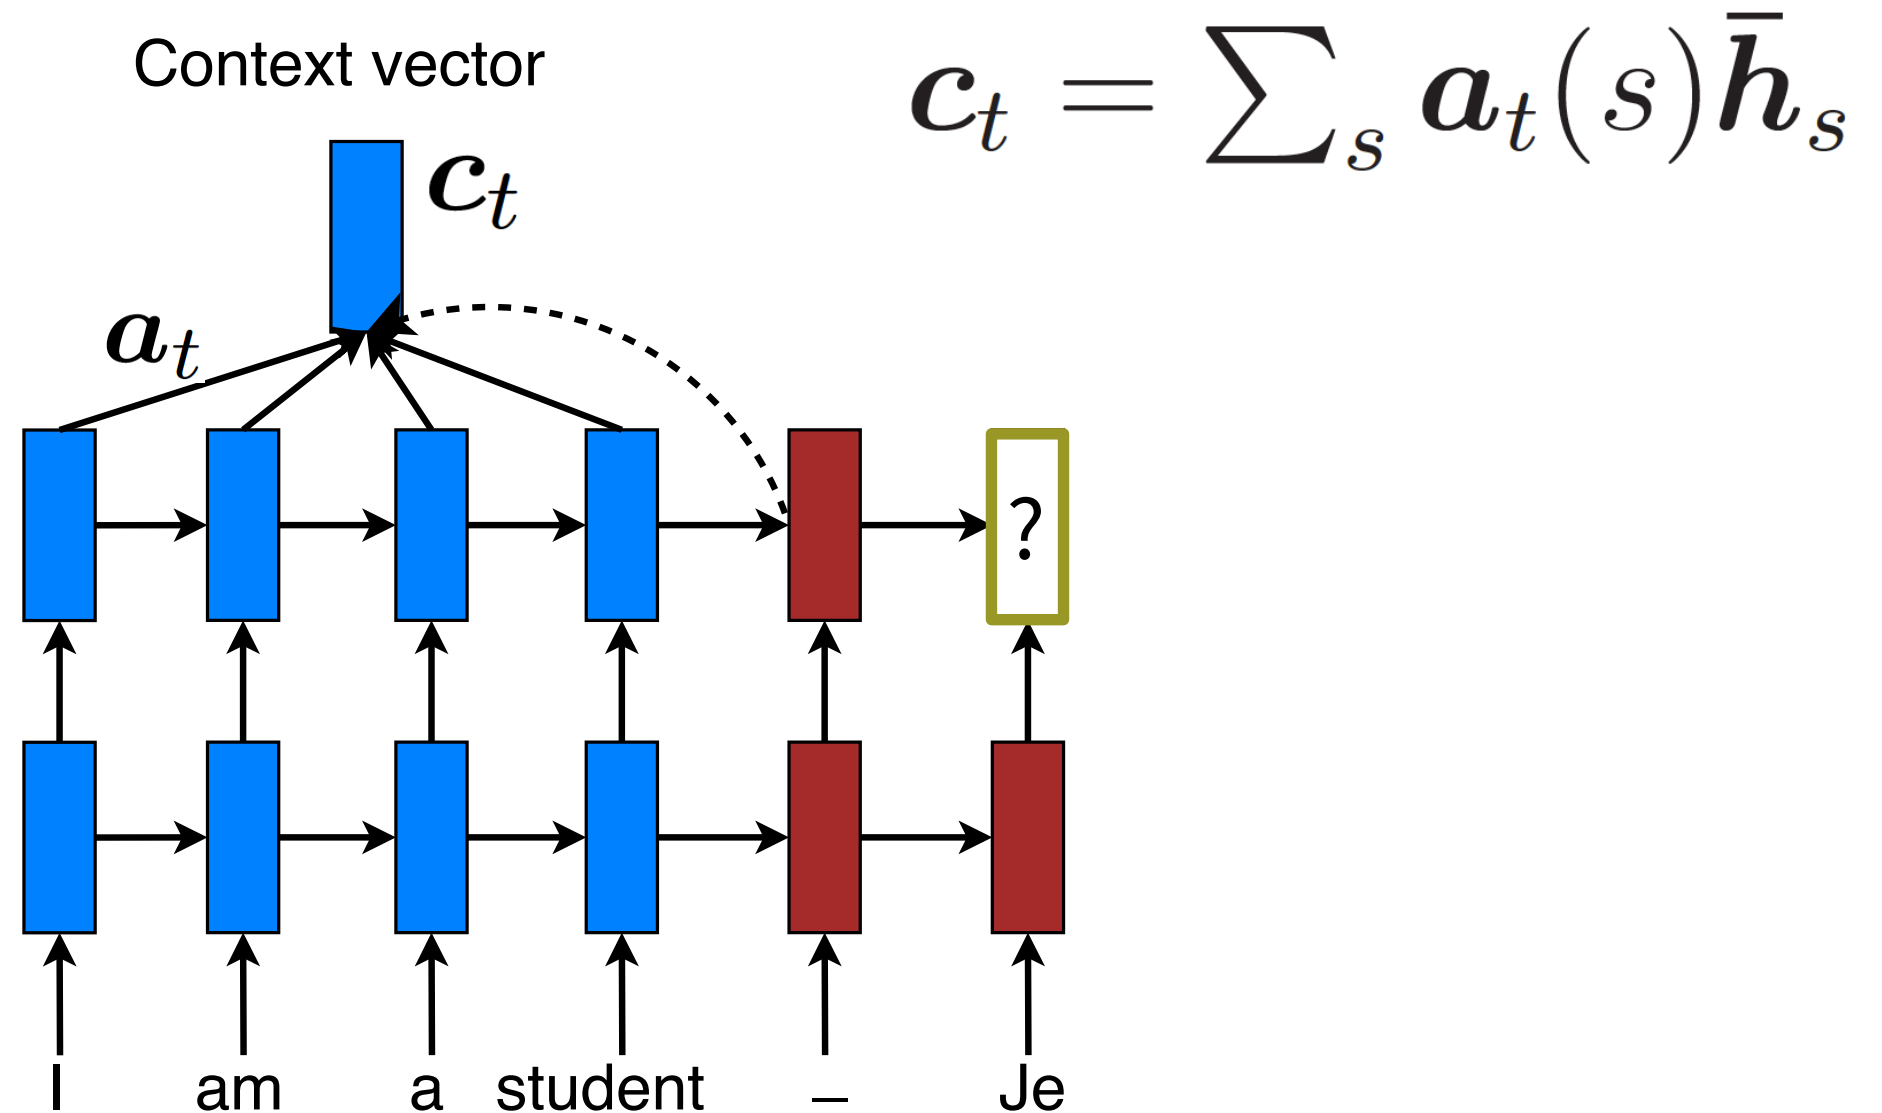 Context vector
c_t = ∑_s a_t(s) h̄_s
c_t
a_t
?
I am a student _ Je